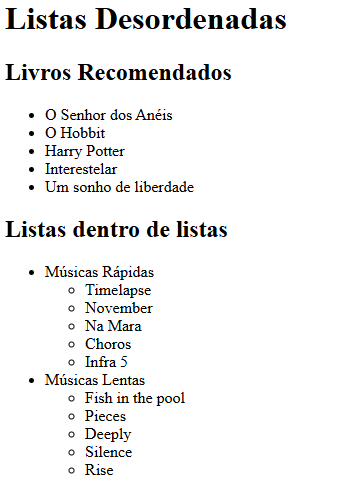 Listas Desordenadas
Livros Recomendados
O Senhor dos Anéis
O Hobbit
Harry Potter
Interestelar
Um sonho de liberdade
Listas dentro de listas
Músicas Rápidas
Timelapse
November
Na Mara
Choros
Infra 5
Músicas Lentas
Fish in the pool
Pieces
Deeply
Silence
Rise